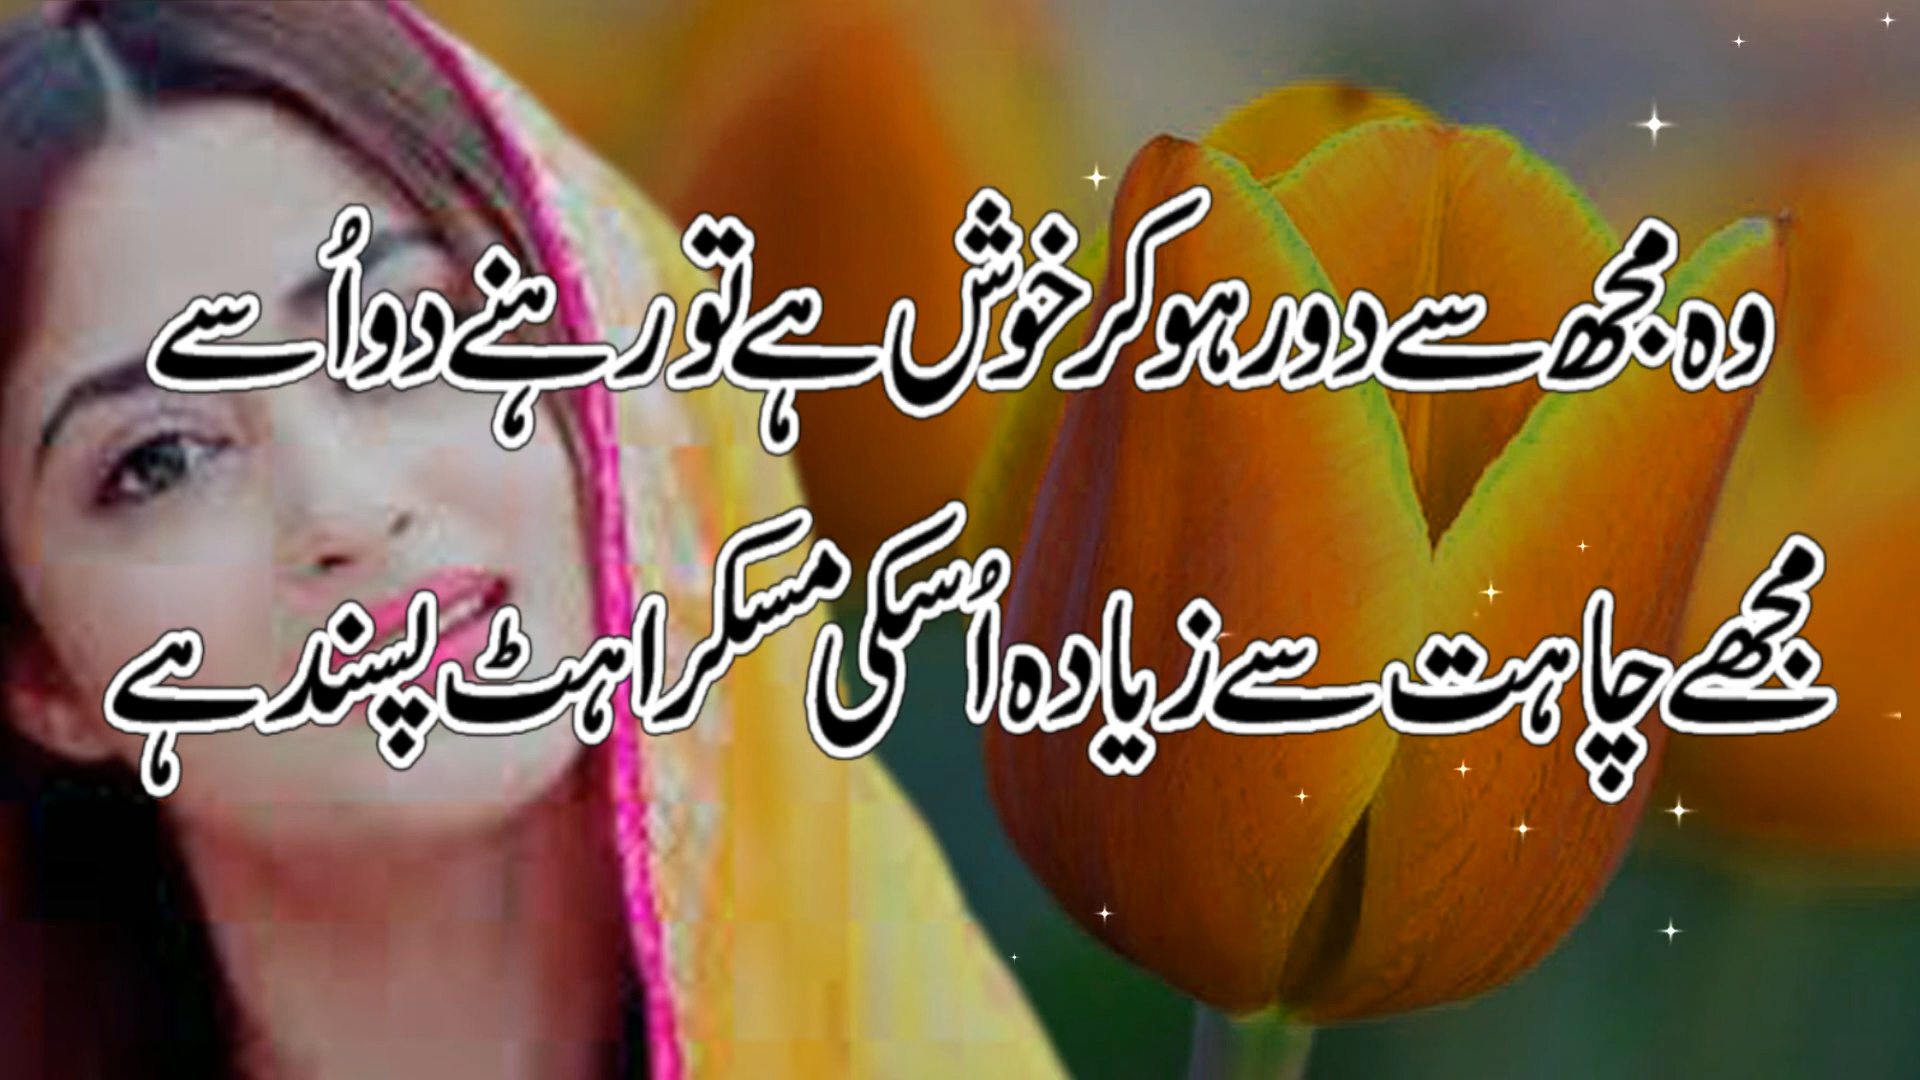 وہ مجھ سے دور ہو کر خوش ہے تو رہنے دو اُسے
مجھے چاہت سے زیادہ اُسکی مسکراہٹ پسند ہے